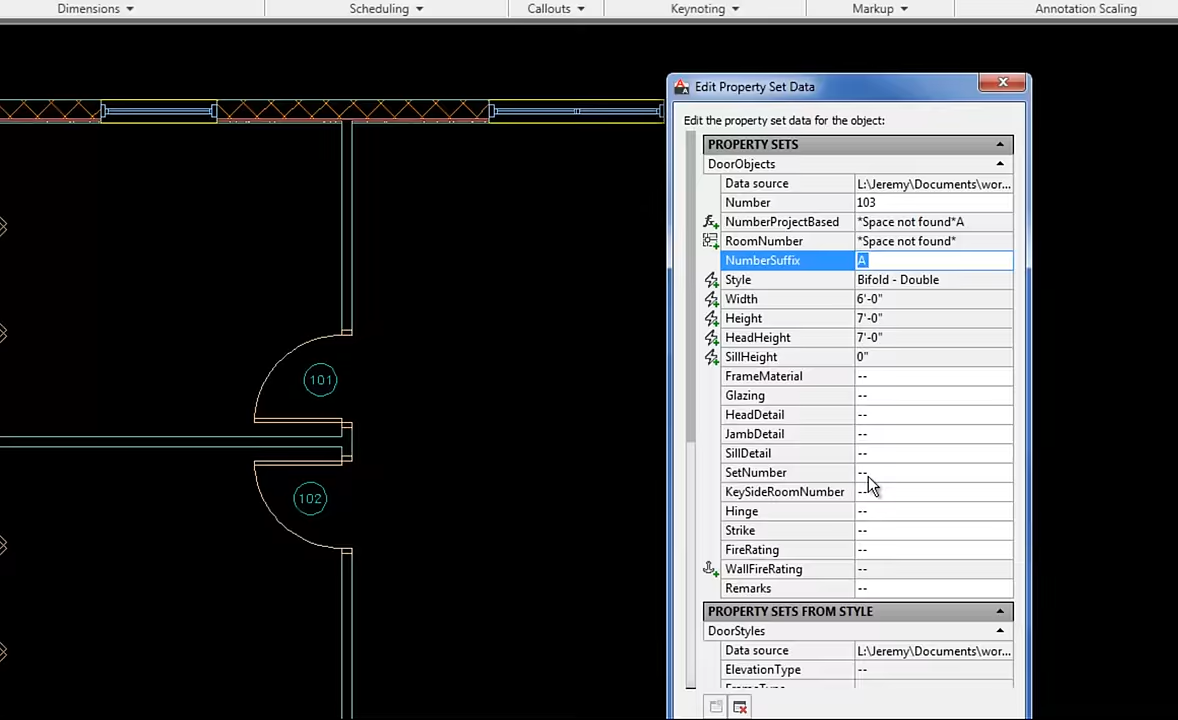 Dimensions Scheduling Callouts Keynoting Markup Annotation Scaling
Edit Property Set Data
Edit the property set data for the object:
PROPERTY SETS
DoorObjects
Data source L:\Jeremy\Documents\wor...
Number 103
NumberProjectBased *Space not found*A
RoomNumber *Space not found*
NumberSuffix A
Style Bifold - Double
Width 6'-0"
Height 7'-0"
HeadHeight 7'-0"
SillHeight 0"
FrameMaterial --
Glazing --
HeadDetail --
JambDetail --
SillDetail --
SetNumber --
KeySideRoomNumber --
Hinge --
Strike --
FireRating --
WallFireRating --
Remarks --
PROPERTY SETS FROM STYLE
DoorStyles
Data source L:\Jeremy\Documents\wor...
ElevationType --
101
102